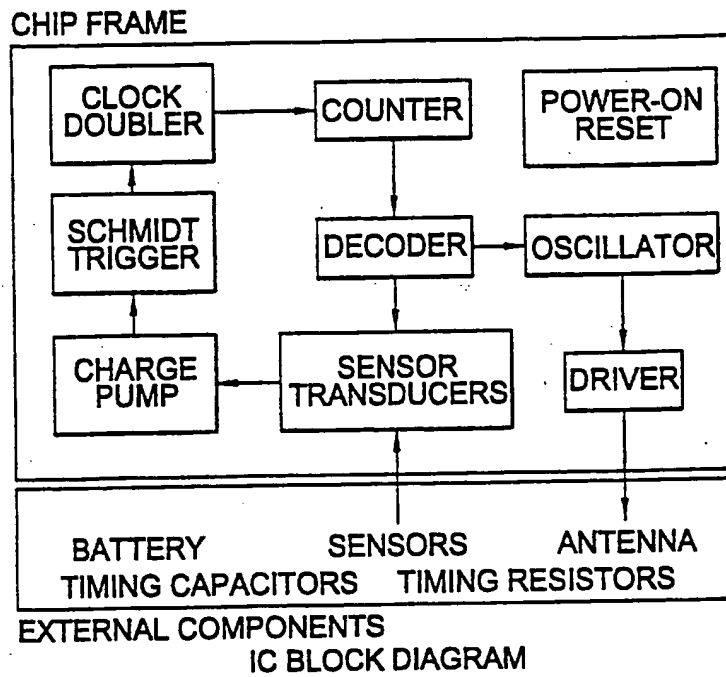 CHIP FRAME
CLOCK
DOUBLER
COUNTER
POWER-ON
RESET
SCHMIDT
TRIGGER
DECODER
OSCILLATOR
CHARGE
PUMP
SENSOR
TRANSDUCERS
DRIVER
BATTERY SENSORS ANTENNA
TIMING CAPACITORS TIMING RESISTORS
EXTERNAL COMPONENTS
IC BLOCK DIAGRAM